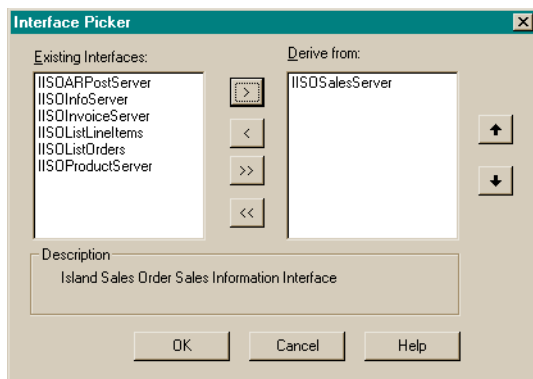 Interface Picker
Existing Interfaces:
Derive from:
IISOARPostServer
IISOInfoServer
IISOInvoiceServer
IISOListLineItems
IISOListOrders
IISOProductServer
>
<
>>
<<
IISOSalesServer
Description
Island Sales Order Sales Information Interface
OK
Cancel
Help